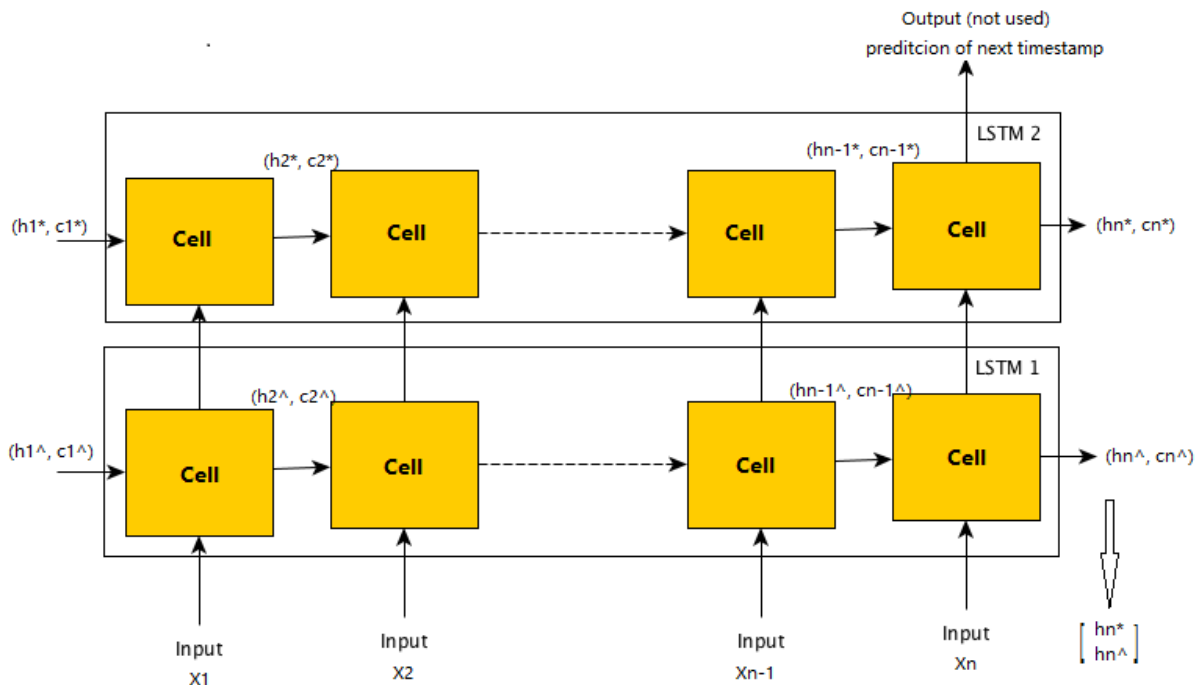 Output (not used)
preditcion of next timestamp
LSTM 2
(h2*, c2*)
(hn-1*, cn-1*)
(h1*, c1*)
Cell
Cell
Cell
Cell
(hn*, cn*)
LSTM 1
(h2^, c2^)
(hn-1^, cn-1^)
(h1^, c1^)
Cell
Cell
Cell
Cell
(hn^, cn^)
Input
X1
Input
X2
Input
Xn-1
Input
Xn
[ hn*
hn^ ]